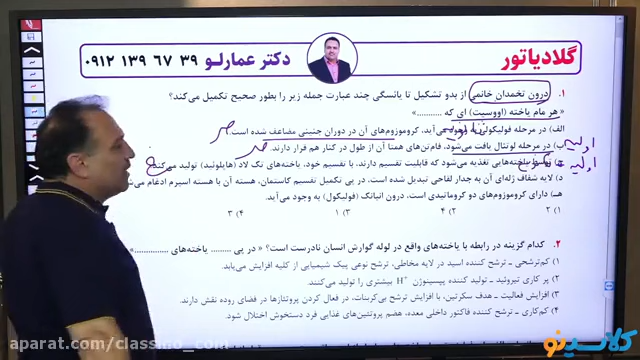 گلادیاتور
دکتر عمارلو
۰۹۱۲ ۱۳۹ ۶۷ ۳۹
۱. درون تخمدان خانمی از بدو تشکیل تا یائسگی چند عبارت جمله زیر را بطور صحیح تکمیل می‌کند؟
« هر مام یاخته (اووسیت) ای که .......... »
الف) در مرحله فولیکولی می‌آید، کروموزوم‌های آن در دوران جنینی مضاعف شده است.
ب) در مرحله لوتئال یافت می‌شود، فام‌تن‌های همتا آن از طول در کنار هم قرار دارند.
یاخته‌هایی تغذیه می‌شود که قابلیت تقسیم دارند، با تقسیم خود، یاخته‌های تک لاد (هاپلوئید) تولید می‌کند.
د) لایه شفاف ژله‌ای آن به جدار لقاحی تبدیل شده است، در پی تکمیل تقسیم کاستمان، هسته آن با هسته اسپرم ادغام می‌شود
هـ) دارای کروموزوم‌های دو کروماتیدی است، درون انبانک (فولیکول) به وجود می‌آید.
۱) ۲
۲) ۴
۳) ۱
۴) ۳
۲. کدام گزینه در رابطه با یاخته‌های واقع در لوله گوارش انسان نادرست است؟ « در پی .......... یاخته‌های .............. »
۱) کم‌ترشحی - ترشح کننده اسید در لایه مخاطی، ترشح نوعی پیک شیمیایی از کلیه افزایش می‌یابد.
۲) پر کاری تیروئید - تولید کننده پپسینوژن H⁺ بیشتری را تولید می‌کنند.
۳) افزایش فعالیت - هدف سکرتین، با افزایش ترشح بی‌کربنات، در فعال کردن پروتئازها در فضای روده نقش دارند.
۴) کم‌کاری - ترشح کننده فاکتور داخلی معده، هضم پروتئین‌های غذایی فرد دستخوش اختلال شود.
اولیه
اولیه
aparat.com/classino_com
کلاسینو